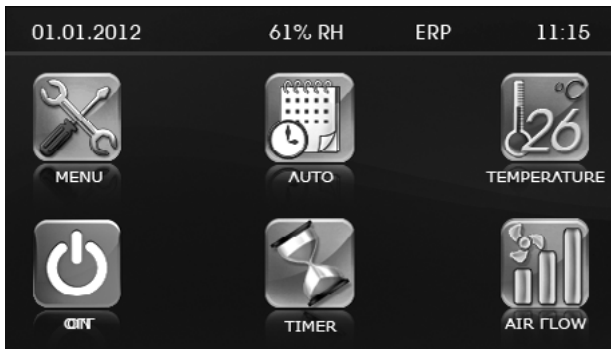 01.01.2012 61% RH ERP 11:15
°C
26
MENU AUTO TEMPERATURE
TIMER AIR FLOW